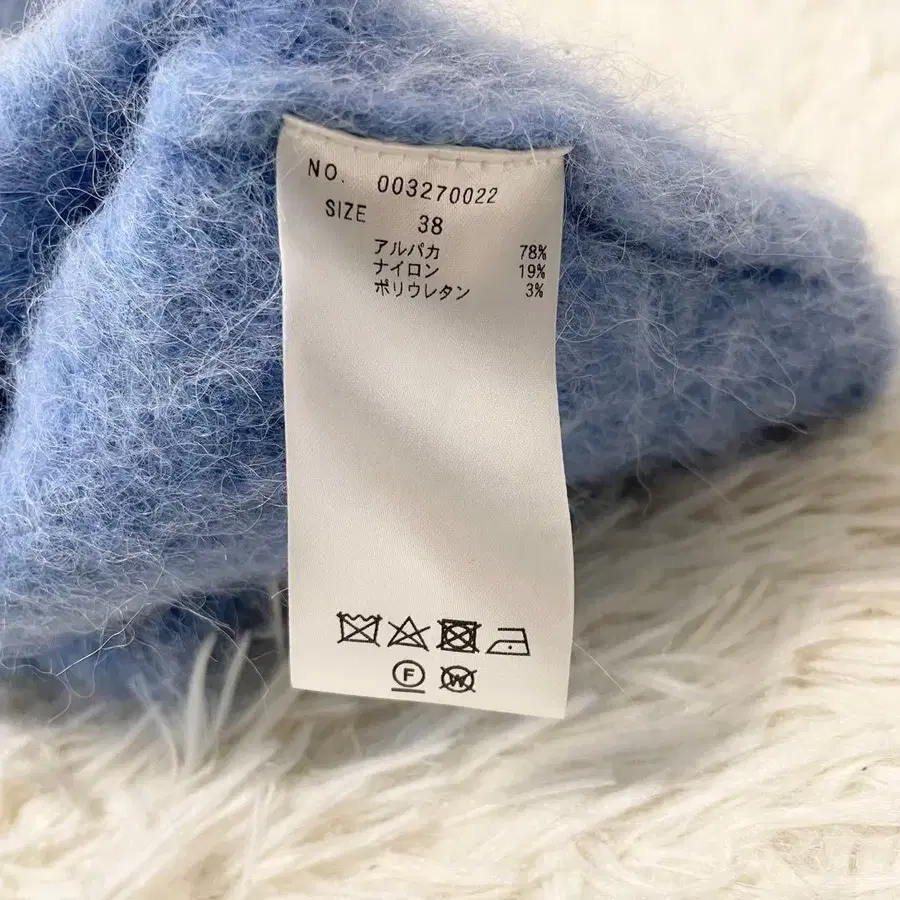 NO. 003270022
SIZE 38
アルパカ 78%
ナイロン 19%
ポリウレタン 3%
F W